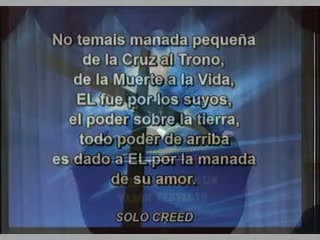 No temais manada pequeña
de la Cruz al Trono,
de la Muerte a la Vida,
EL fue por los suyos,
el poder sobre la tierra,
todo poder de arriba
es dado a EL por la manada
de su amor.
SOLO CREED